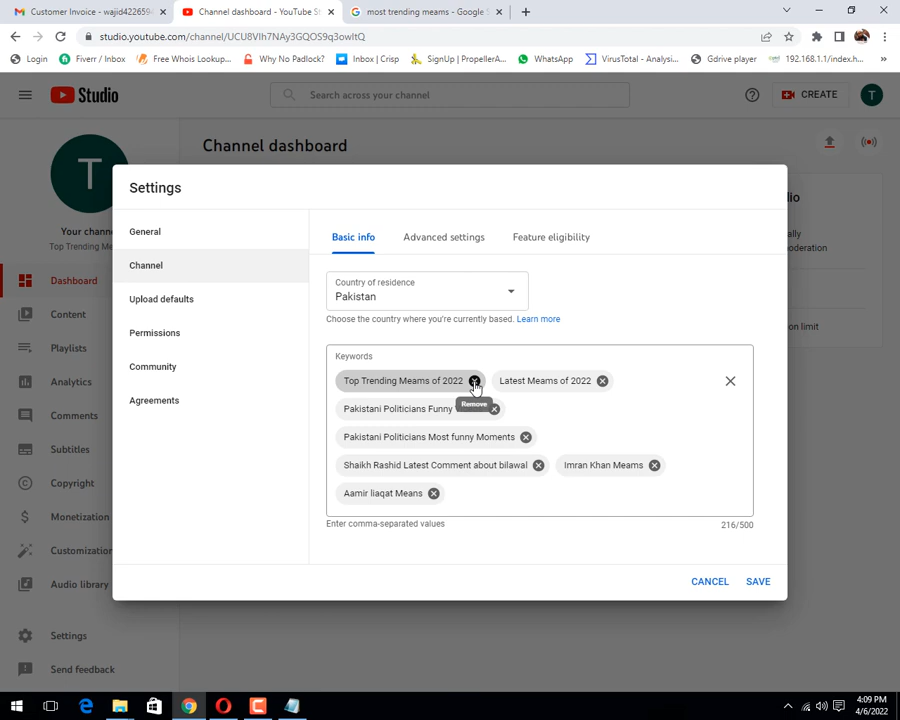 Customer Invoice - wajid4226594
Channel dashboard - YouTube St
most trending meams - Google S
studio.youtube.com/channel/UCU8VIh7NAy3GQOS9q3owItQ
Login
Fiverr / Inbox
Free Whois Lookup...
Why No Padlock?
Inbox | Crisp
SignUp | PropellerA...
WhatsApp
VirusTotal - Analysi...
Gdrive player
192.168.1.1/index.h...
Studio
Search across your channel
CREATE
T
Channel dashboard
T
Your chann
Top Trending Me
Dashboard
Content
Playlists
Analytics
Comments
Subtitles
Copyright
Monetization
Customization
Audio library
Settings
Send feedback
Settings
General
Channel
Upload defaults
Permissions
Community
Agreements
Basic info
Advanced settings
Feature eligibility
Country of residence
Pakistan
Choose the country where you're currently based. Learn more
Keywords
Top Trending Meams of 2022
Latest Meams of 2022
Remove
Pakistani Politicians Funny
Pakistani Politicians Most funny Moments
Shaikh Rashid Latest Comment about bilawal
Imran Khan Meams
Aamir liaqat Means
Enter comma-separated values
216/500
CANCEL
SAVE
4:09 PM
4/6/2022